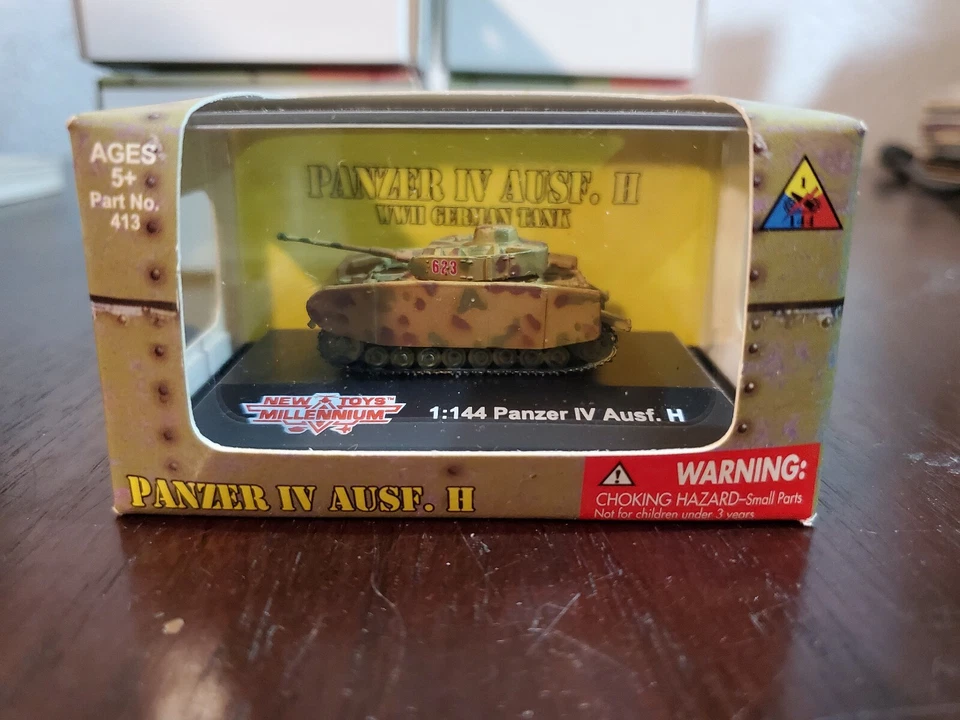 AGES
5+
Part No.
413
PANZER IV AUSF. H
WWII GERMAN TANK
1
623
NEW TOYS
MILLENNIUM
1:144 Panzer IV Ausf. H
PANZER IV AUSF. H
WARNING:
CHOKING HAZARD–Small Parts
Not for children under 3 years